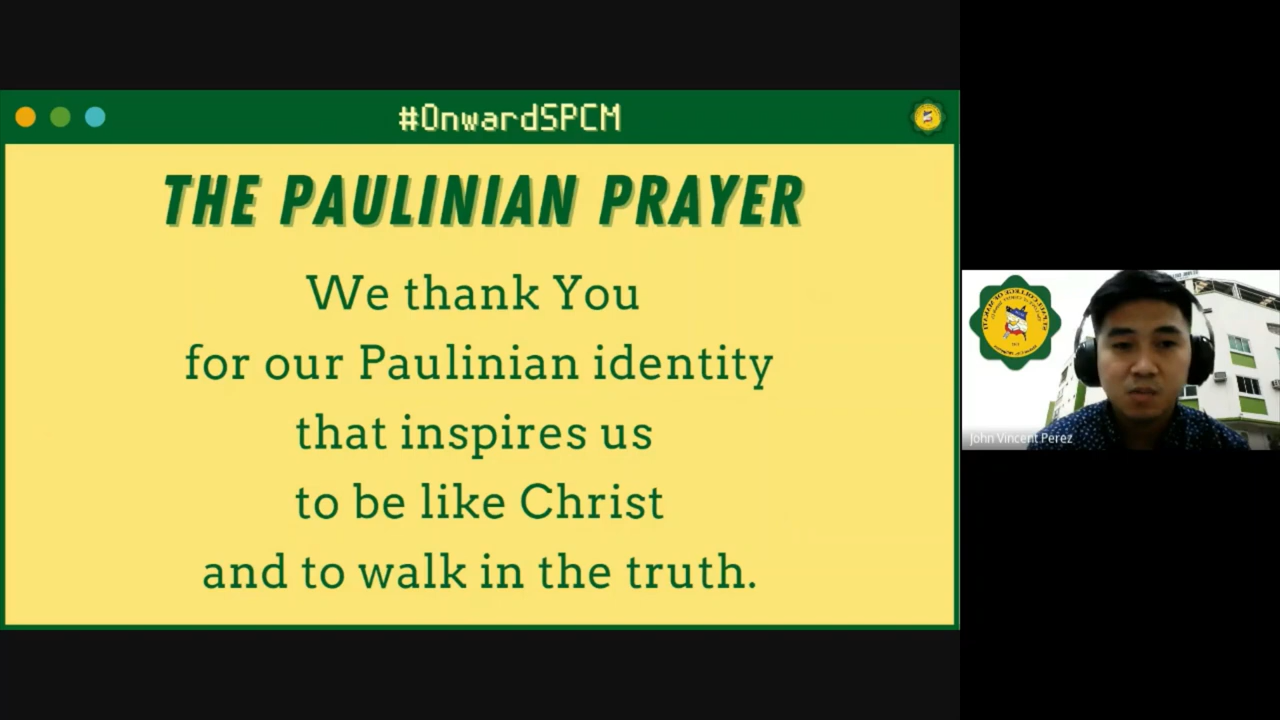 #OnwardSPCM
THE PAULINIAN PRAYER
We thank You
for our Paulinian identity
that inspires us
to be like Christ
and to walk in the truth.
John Vincent Perez